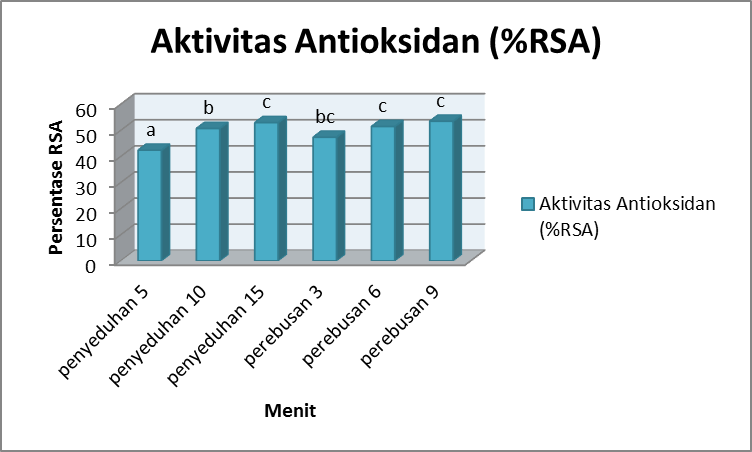 Aktivitas Antioksidan (%RSA)
Persentase RSA
60
50
40
30
20
10
0
a
b
c
bc
c
c
penyeduhan 5
penyeduhan 10
penyeduhan 15
perebusan 3
perebusan 6
perebusan 9
Menit
Aktivitas Antioksidan
(%RSA)